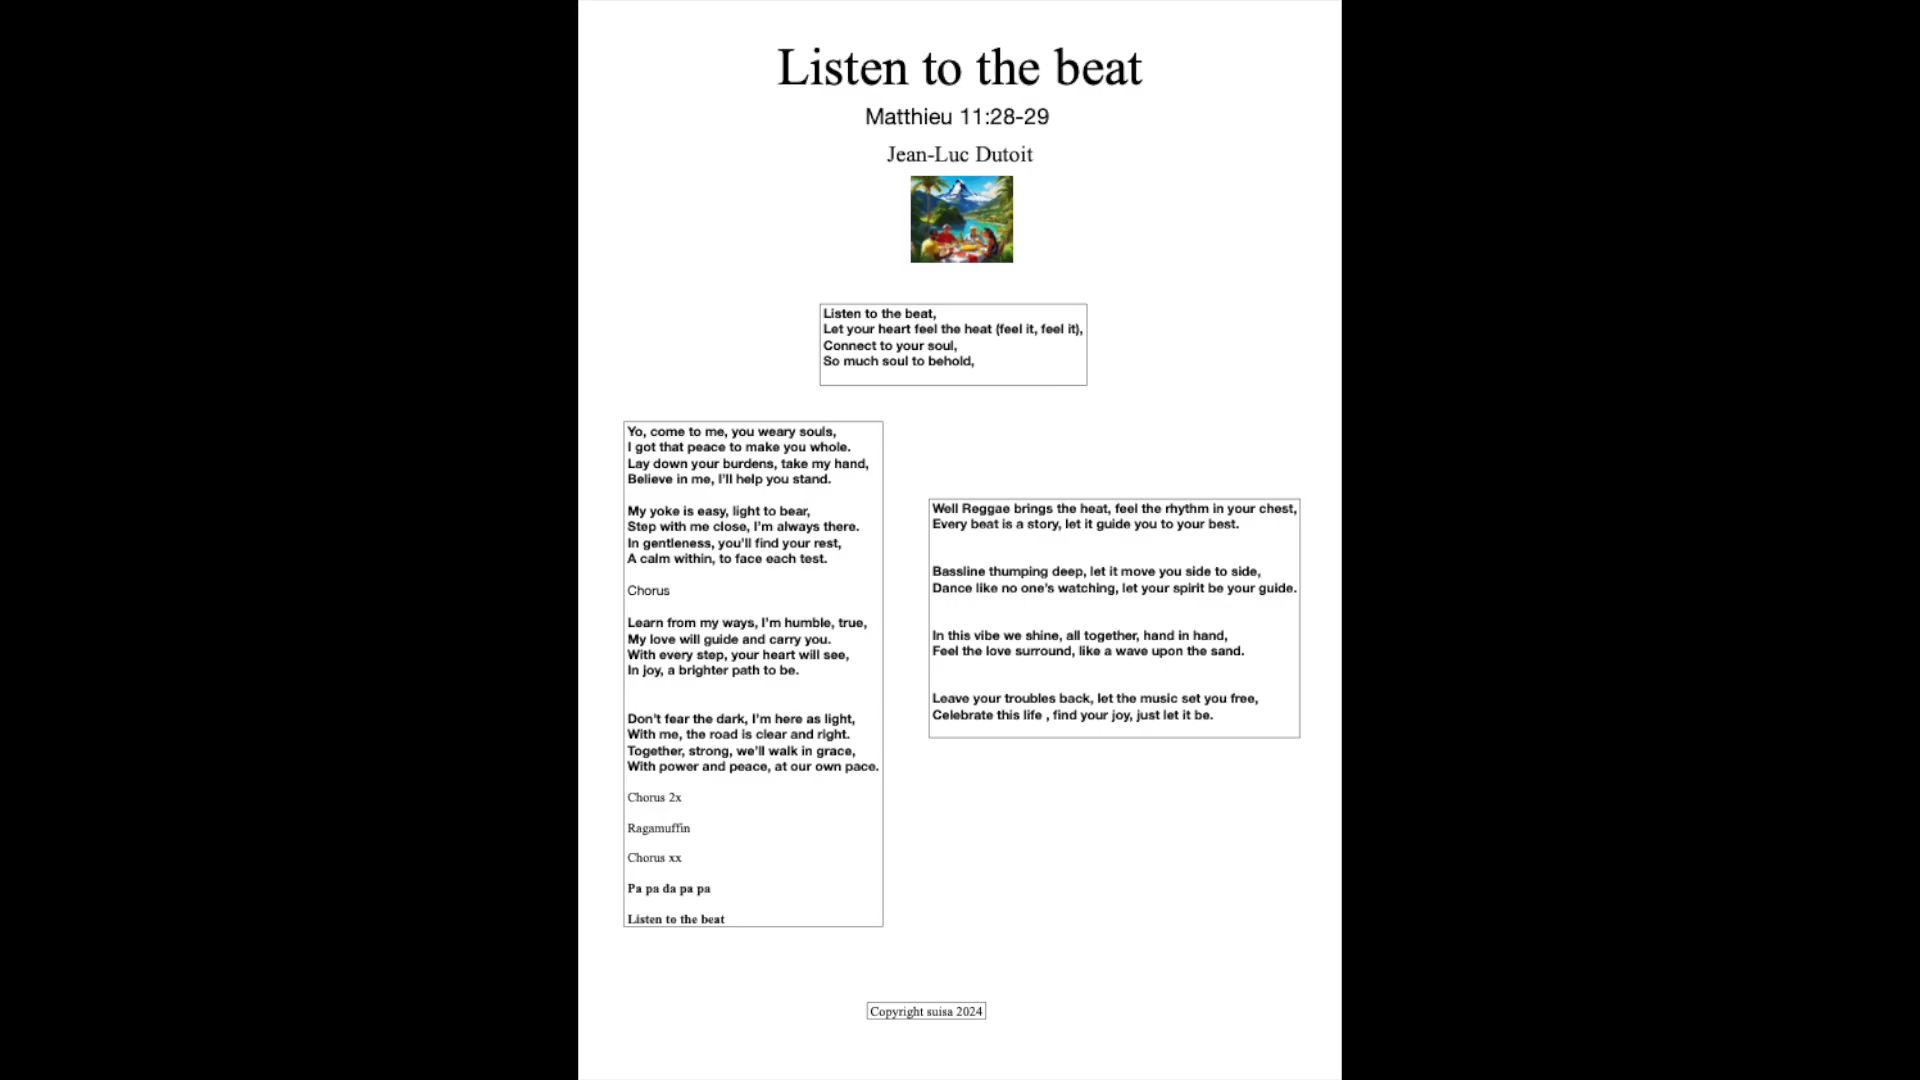 Listen to the beat
Matthieu 11:28-29
Jean-Luc Dutoit
Listen to the beat,
Let your heart feel the heat (feel it, feel it),
Connect to your soul,
So much soul to behold,
Yo, come to me, you weary souls,
I got that peace to make you whole.
Lay down your burdens, take my hand,
Believe in me, I'll help you stand.
My yoke is easy, light to bear,
Step with me close, I'm always there.
In gentleness, you'll find your rest,
A calm within, to face each test.
Chorus
Learn from my ways, I'm humble, true,
My love will guide and carry you.
With every step, your heart will see,
In joy, a brighter path to be.
Don't fear the dark, I'm here as light,
With me, the road is clear and right.
Together, strong, we'll walk in grace,
With power and peace, at our own pace.
Chorus 2x
Ragamuffin
Chorus xx
Pa pa da pa pa
Listen to the beat
Well Reggae brings the heat, feel the rhythm in your chest,
Every beat is a story, let it guide you to your best.
Bassline thumping deep, let it move you side to side,
Dance like no one's watching, let your spirit be your guide.
In this vibe we shine, all together, hand in hand,
Feel the love surround, like a wave upon the sand.
Leave your troubles back, let the music set you free,
Celebrate this life , find your joy, just let it be.
Copyright suisa 2024